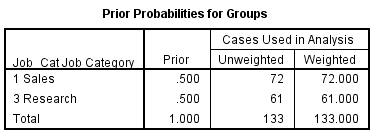 Prior Probabilities for Groups
Job_Cat Job Category Prior Cases Used in Analysis
Unweighted Weighted
1 Sales .500 72 72.000
3 Research .500 61 61.000
Total 1.000 133 133.000